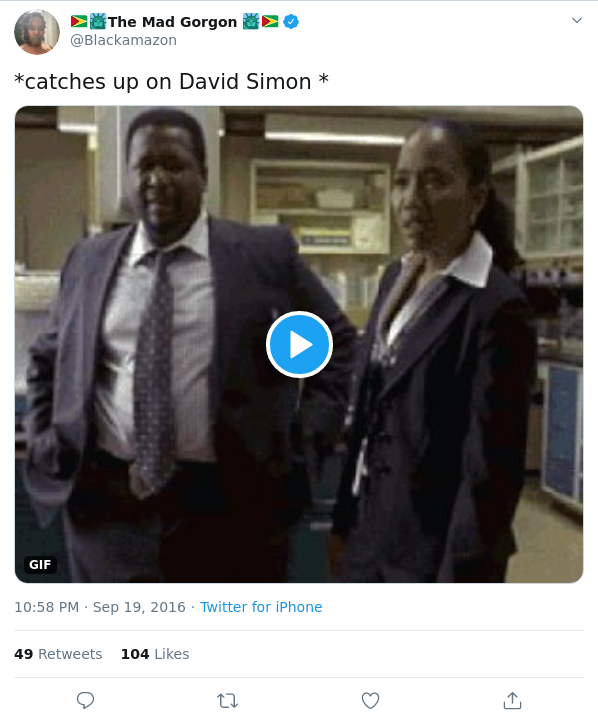 🇬🇾🗽The Mad Gorgon 🗽🇬🇾
@Blackamazon
*catches up on David Simon *
GIF
10:58 PM · Sep 19, 2016 · Twitter for iPhone
49 Retweets 104 Likes